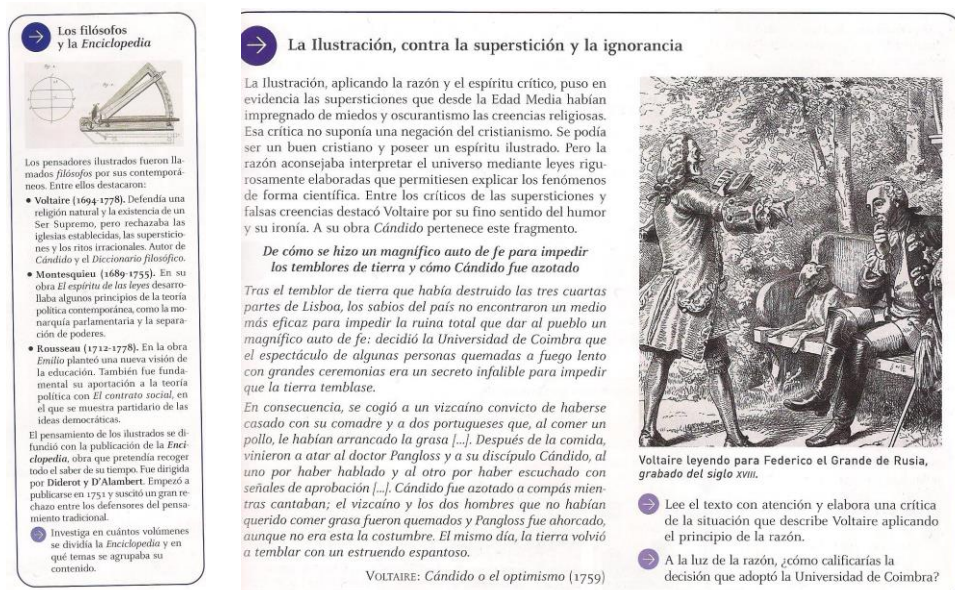 Los filósofos
y la Enciclopedia
Los pensadores ilustrados fueron lla-
mados filósofos por sus contemporá-
neos. Entre ellos destacaron:
• Voltaire (1694-1778). Defendía una
religión natural y la existencia de un
Ser Supremo, pero rechazaba las
iglesias establecidas, las supersticio-
nes y los ritos irracionales. Autor de
Cándido y el Diccionario filosófico.
• Montesquieu (1689-1755). En su
obra El espíritu de las leyes desarro-
llaba algunos principios de la teoría
política contemporánea, como la mo-
narquía parlamentaria y la separa-
ción de poderes.
• Rousseau (1712-1778). En la obra
Emilio planteó una nueva visión de
la educación. También fue funda-
mental su aportación a la teoría
política con El contrato social, en
el que se muestra partidario de las
ideas democráticas.
El pensamiento de los ilustrados se di-
fundió con la publicación de la Enci-
clopedia, obra que pretendía recoger
todo el saber de su tiempo. Fue dirigida
por Diderot y D'Alambert. Empezó a
publicarse en 1751 y suscitó un gran re-
chazo entre los defensores del pensa-
miento tradicional.
Investiga en cuántos volúmenes
se dividía la Enciclopedia y en
qué temas se agrupaba su
contenido.
La Ilustración, contra la superstición y la ignorancia
La Ilustración, aplicando la razón y el espíritu crítico, puso en
evidencia las supersticiones que desde la Edad Media habían
impregnado de miedos y oscurantismo las creencias religiosas.
Esa crítica no suponía una negación del cristianismo. Se podía
ser un buen cristiano y poseer un espíritu ilustrado. Pero la
razón aconsejaba interpretar el universo mediante leyes rigu-
rosamente elaboradas que permitiesen explicar los fenómenos
de forma científica. Entre los críticos de las supersticiones y
falsas creencias destacó Voltaire por su fino sentido del humor
y su ironía. A su obra Cándido pertenece este fragmento.
De cómo se hizo un magnífico auto de fe para impedir
los temblores de tierra y cómo Cándido fue azotado
Tras el temblor de tierra que había destruido las tres cuartas
partes de Lisboa, los sabios del país no encontraron un medio
más eficaz para impedir la ruina total que dar al pueblo un
magnífico auto de fe: decidió la Universidad de Coimbra que
el espectáculo de algunas personas quemadas a fuego lento
con grandes ceremonias era un secreto infalible para impedir
que la tierra temblase.
En consecuencia, se cogió a un vizcaíno convicto de haberse
casado con su comadre y a dos portugueses que, al comer un
pollo, le habían arrancado la grasa [...]. Después de la comida,
vinieron a atar al doctor Pangloss y a su discípulo Cándido, al
uno por haber hablado y al otro por haber escuchado con
señales de aprobación [...]. Cándido fue azotado a compás mien-
tras cantaban; el vizcaíno y los dos hombres que no habían
querido comer grasa fueron quemados y Pangloss fue ahorcado,
aunque no era esta la costumbre. El mismo día, la tierra volvió
a temblar con un estruendo espantoso.
VOLTAIRE: Cándido o el optimismo (1759)
Voltaire leyendo para Federico el Grande de Rusia,
grabado del siglo XVIII.
Lee el texto con atención y elabora una crítica
de la situación que describe Voltaire aplicando
el principio de la razón.
A la luz de la razón, ¿cómo calificarías la
decisión que adoptó la Universidad de Coimbra?